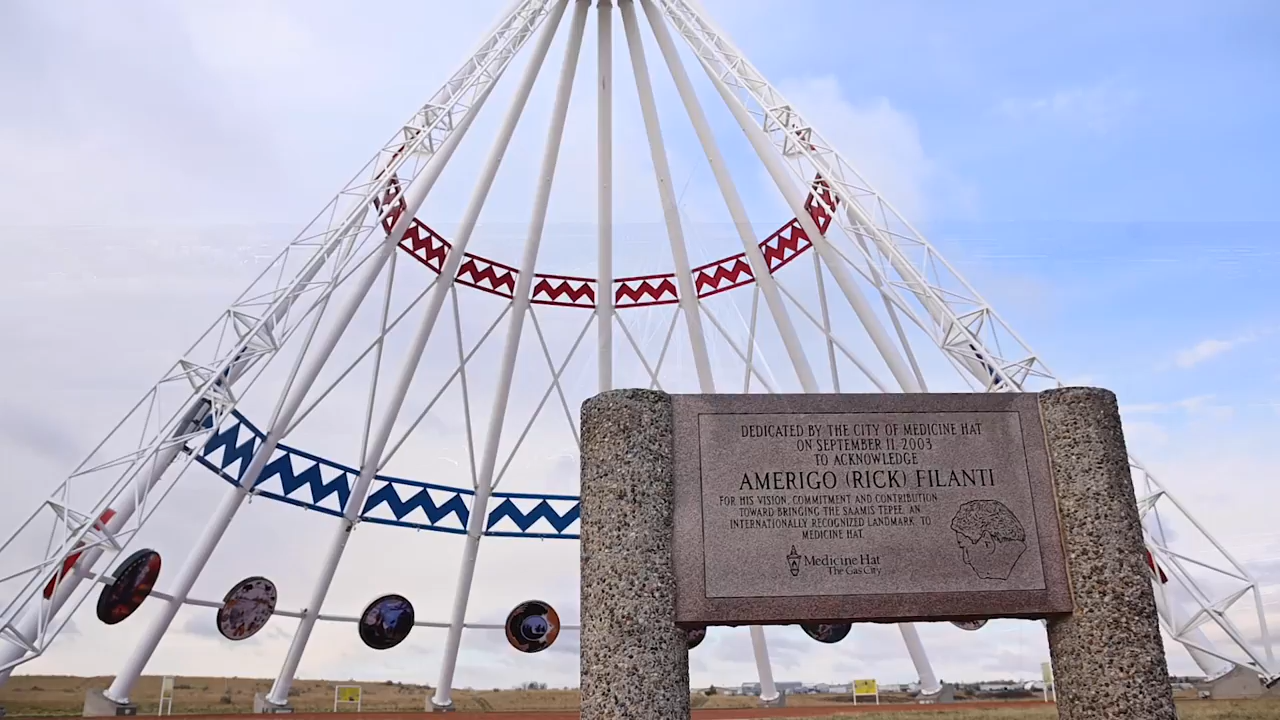 DEDICATED BY THE CITY OF MEDICINE HAT
ON SEPTEMBER 11, 2003
TO ACKNOWLEDGE
AMERIGO (RICK) FILANTI
FOR HIS VISION, COMMITMENT AND CONTRIBUTION
TOWARD BRINGING THE SAAMIS TEPEE, AN
INTERNATIONALLY RECOGNIZED LANDMARK, TO
MEDICINE HAT.
Medicine Hat
The Gas City